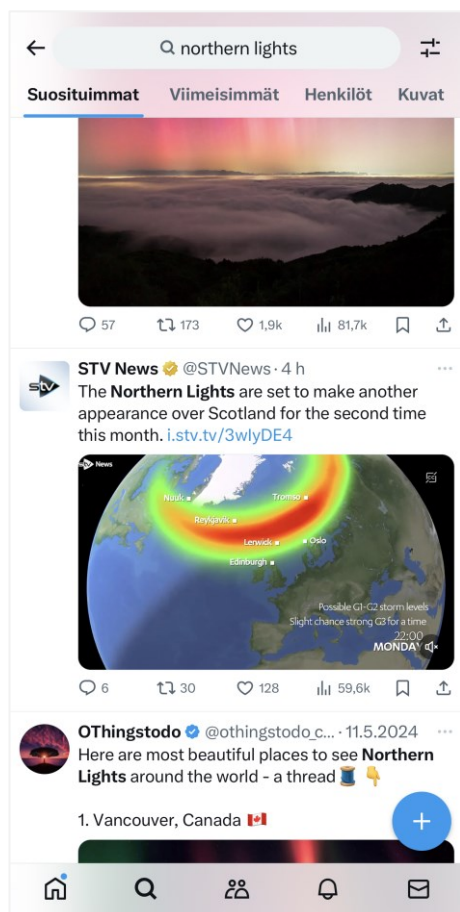 northern lights
Suosituimmat Viimeisimmät Henkilöt Kuvat
57 173 1,9k 81,7k
STV News @STVNews · 4 h
The Northern Lights are set to make another
appearance over Scotland for the second time
this month. i.stv.tv/3wIyDE4
stv
stv News
Nuuk
Tromso
Reykjavik
Lerwick
Oslo
Edinburgh
Possible G1-G2 storm levels
Slight chance strong G3 for a time
22:00
MONDAY
6 30 128 59,6k
OThingstodo @othingstodo_c... · 11.5.2024
Here are most beautiful places to see Northern
Lights around the world - a thread 🧵 👇
1. Vancouver, Canada 🇨🇦